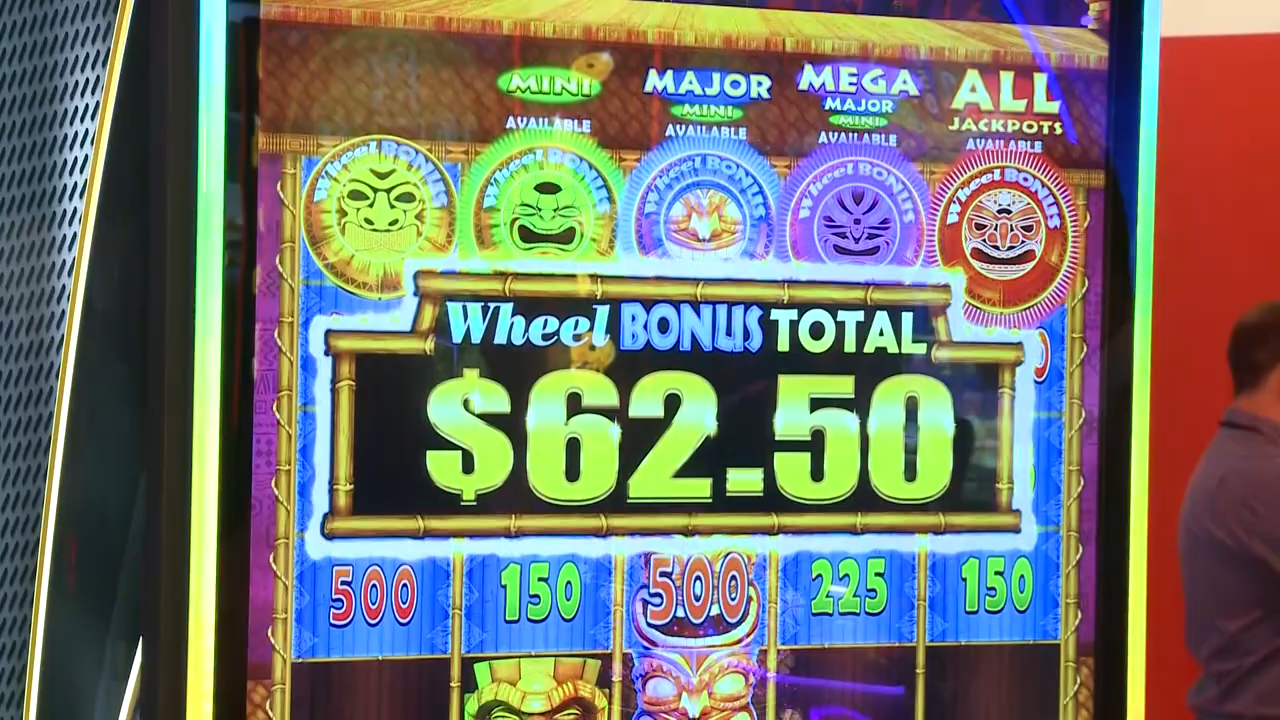 MINI
MAJOR
MINI
MEGA
MAJOR
MINI
ALL
JACKPOTS
AVAILABLE
AVAILABLE
AVAILABLE
AVAILABLE
Wheel BONUS
Wheel BONUS
Wheel BONUS
Wheel BONUS
Wheel BONUS
Wheel BONUS TOTAL
$62.50
500
150
500
225
150